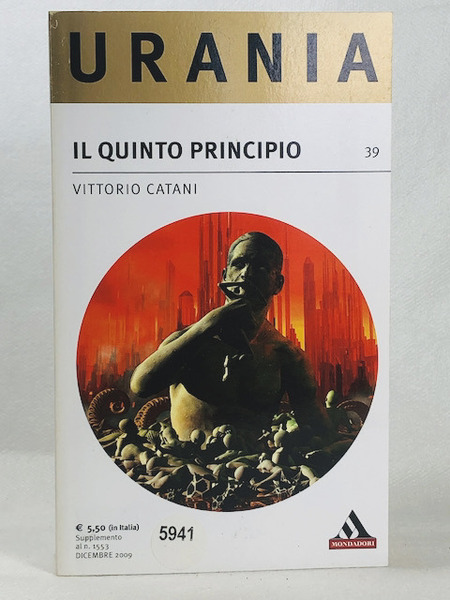 URANIA
IL QUINTO PRINCIPIO 39
VITTORIO CATANI
€ 5,50 (in Italia)
Supplemento
al n. 1553
DICEMBRE 2009
5941
MONDADORI